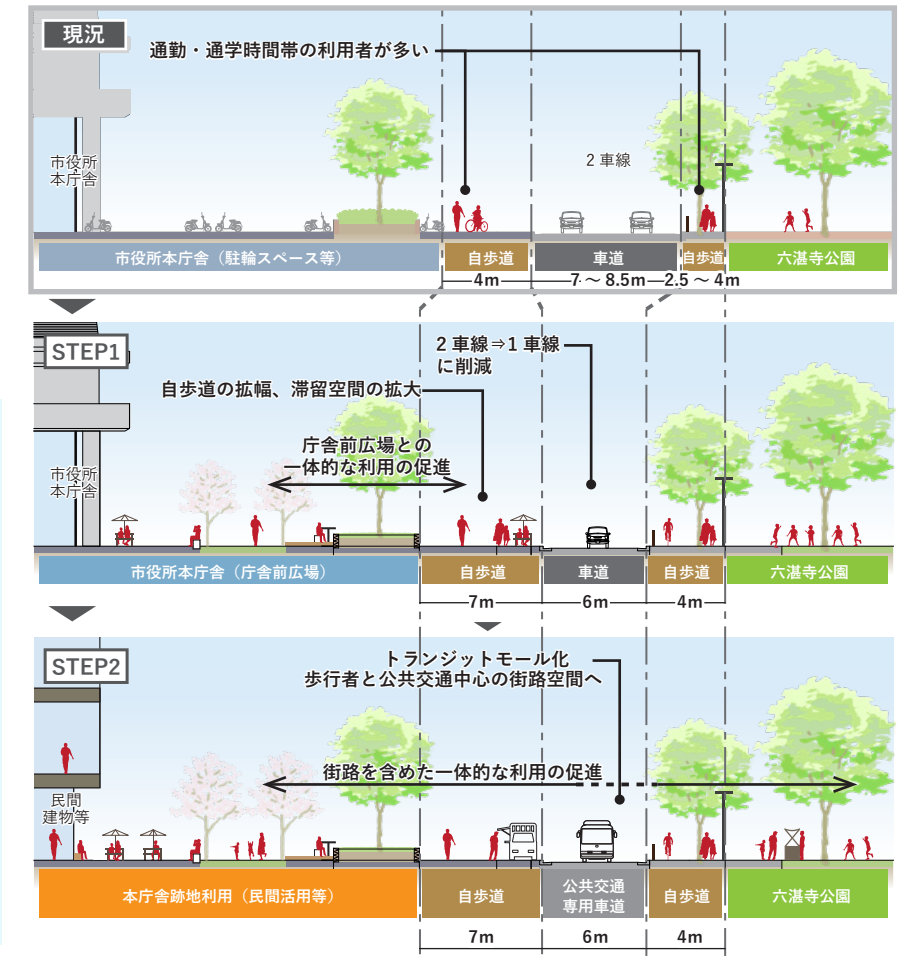 現況
通勤・通学時間帯の利用者が多い
市役所
本庁舎
2車線
市役所本庁舎（駐輪スペース等）
自歩道
車道
自歩道
六湛寺公園
4m
7～8.5m
2.5～4m
STEP1
2車線⇒1車線
に削減
自歩道の拡幅、滞留空間の拡大
庁舎前広場との
一体的な利用の促進
市役所
本庁舎
市役所本庁舎（庁舎前広場）
自歩道
車道
自歩道
六湛寺公園
7m
6m
4m
STEP2
トランジットモール化
歩行者と公共交通中心の街路空間へ
街路を含めた一体的な利用の促進
民間
建物等
本庁舎跡地利用（民間活用等）
自歩道
公共交通
専用車道
自歩道
六湛寺公園
7m
6m
4m